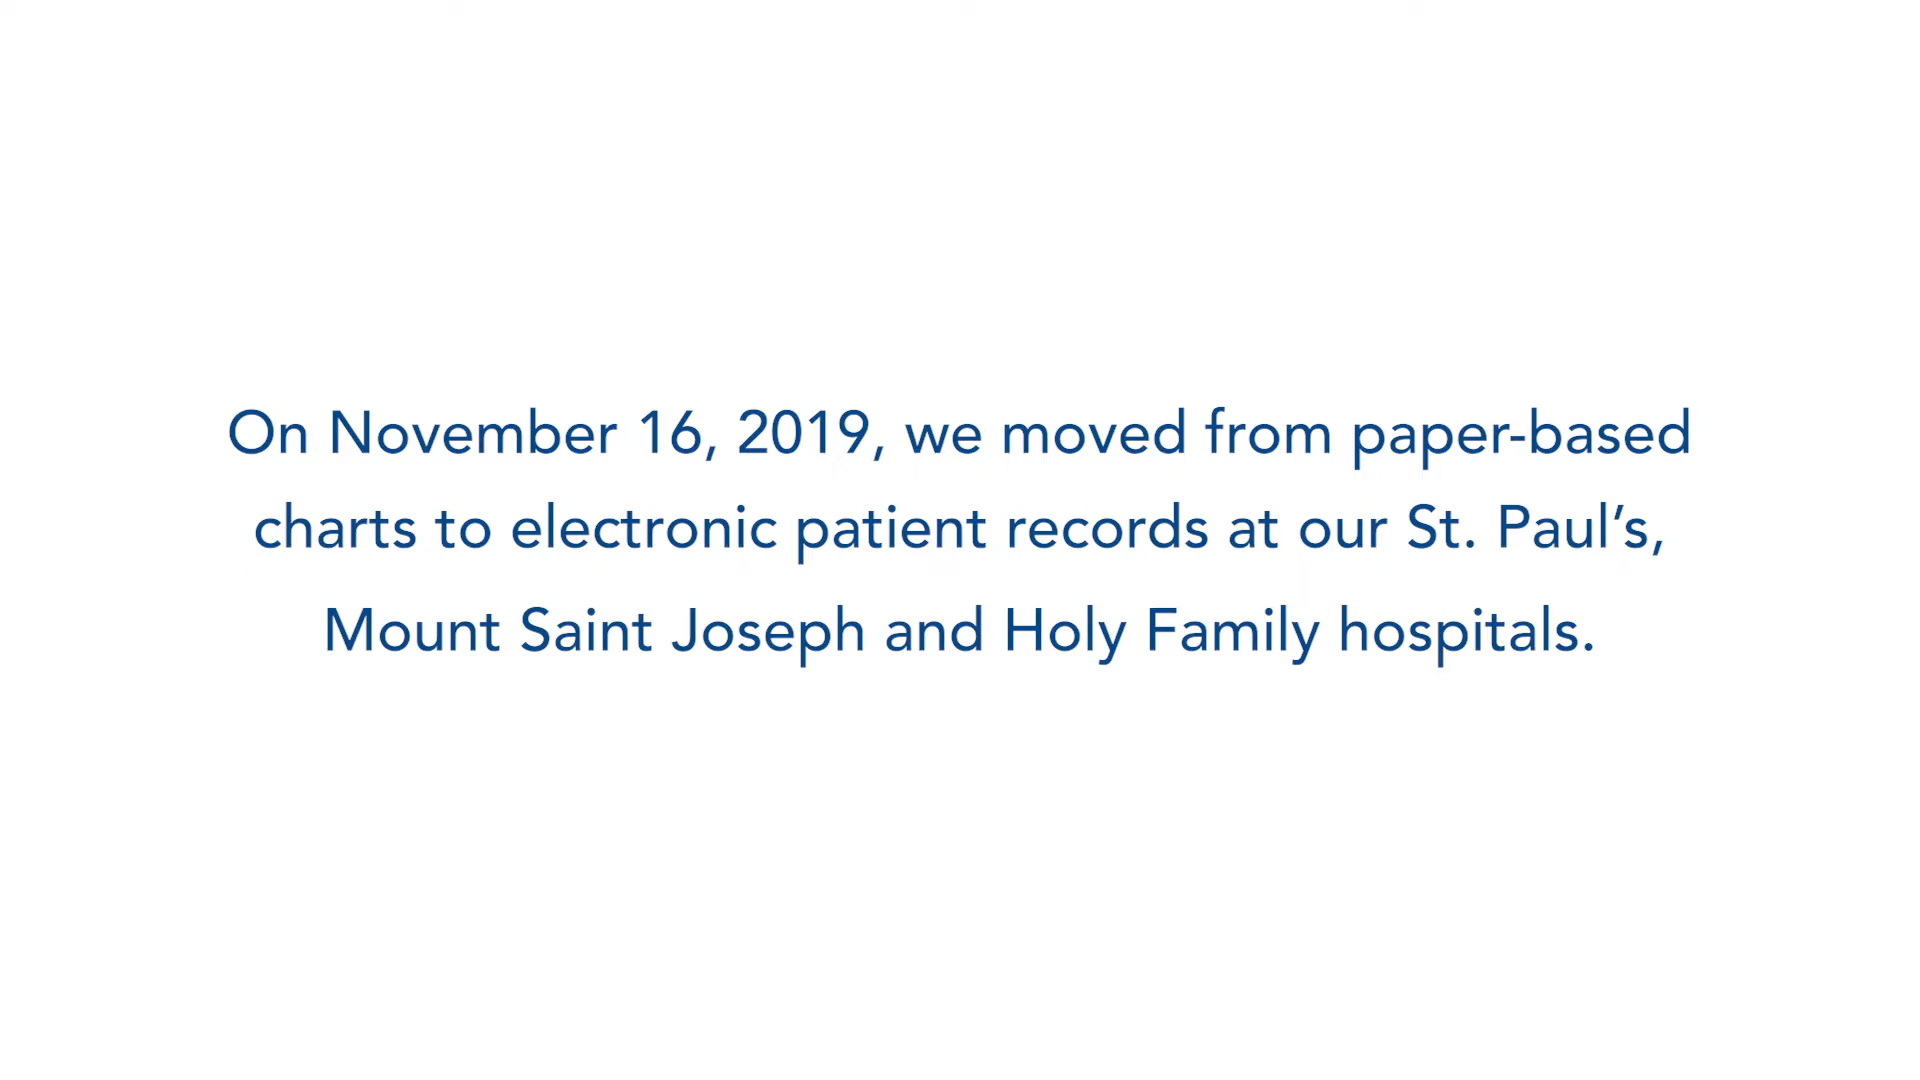 On November 16, 2019, we moved from paper-based
charts to electronic patient records at our St. Paul’s,
Mount Saint Joseph and Holy Family hospitals.